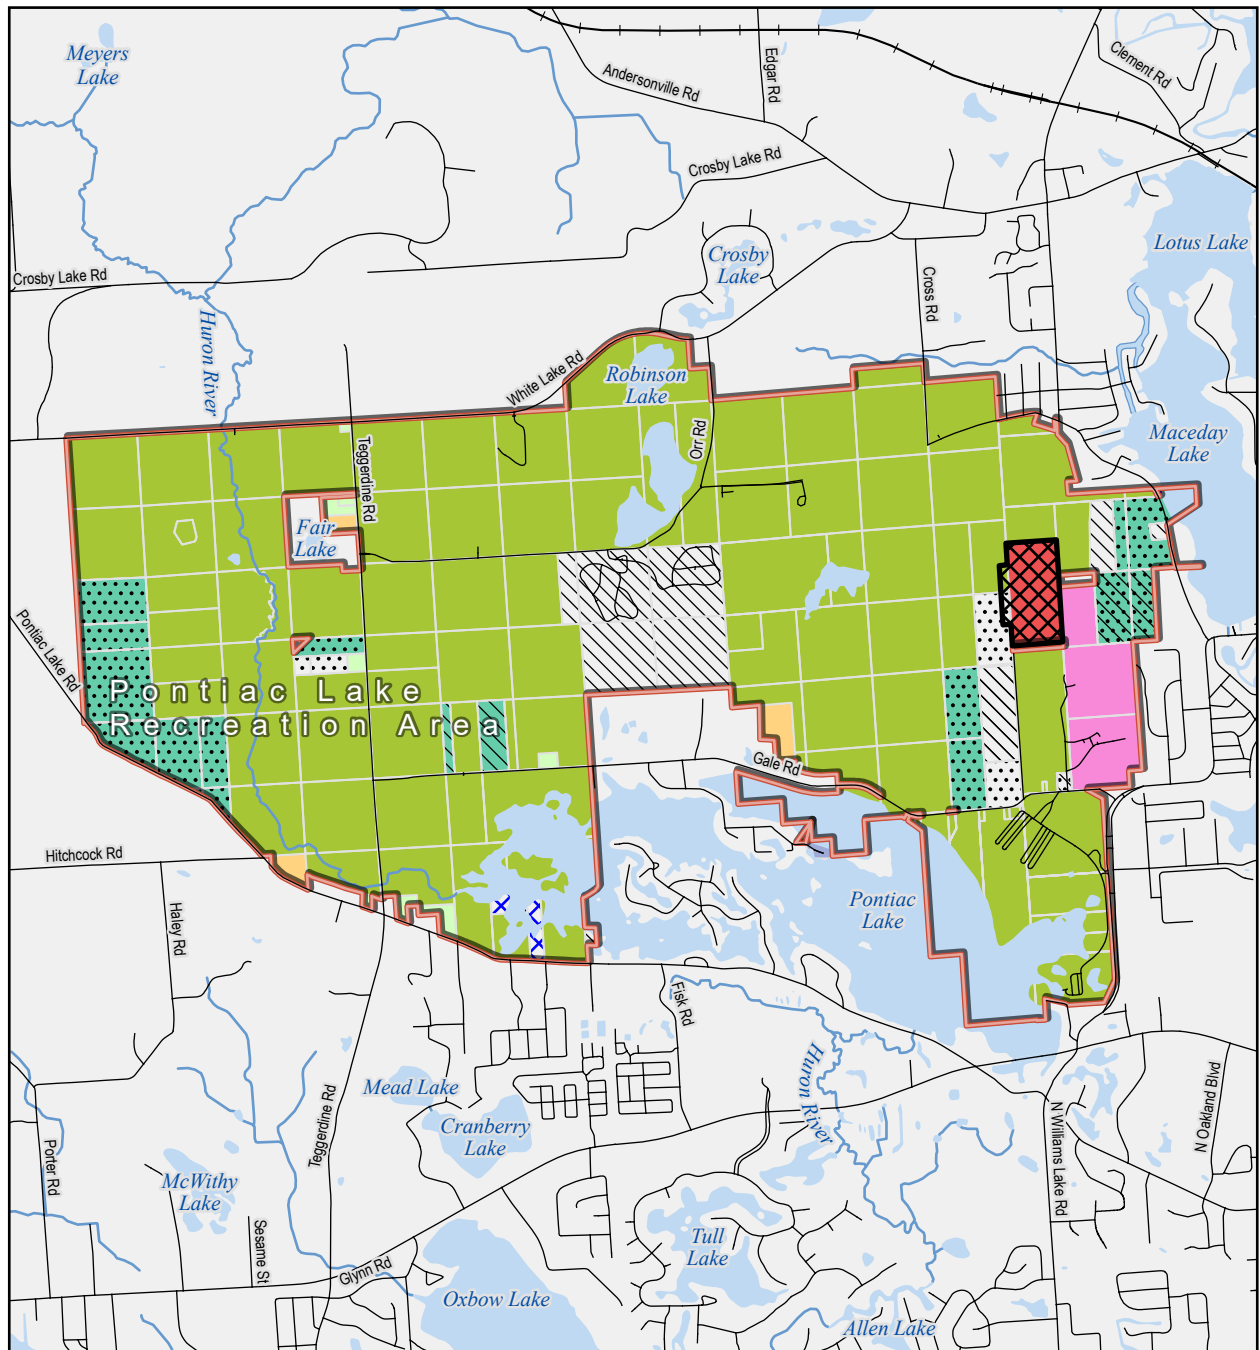 Meyers
Lake
Andersonville Rd
Edgar Rd
Clement Rd
Crosby Lake Rd
Lotus Lake
Crosby
Lake
Crosby Lake Rd
Cross Rd
Huron River
White Lake Rd
Robinson
Lake
Maceday
Lake
Orr Rd
Teggerdine Rd
Fair
Lake
Pontiac Lake Rd
Pontiac Lake
Recreation Area
Gale Rd
Hitchcock Rd
Haley Rd
Pontiac
Lake
Fisk Rd
Huron River
Mead Lake
Cranberry
Lake
Teggerdine Rd
N Williams Lake Rd
N Oakland Blvd
Porter Rd
McWithy
Lake
Sesame St
Tull
Lake
Glynn Rd
Oxbow Lake
Allen Lake